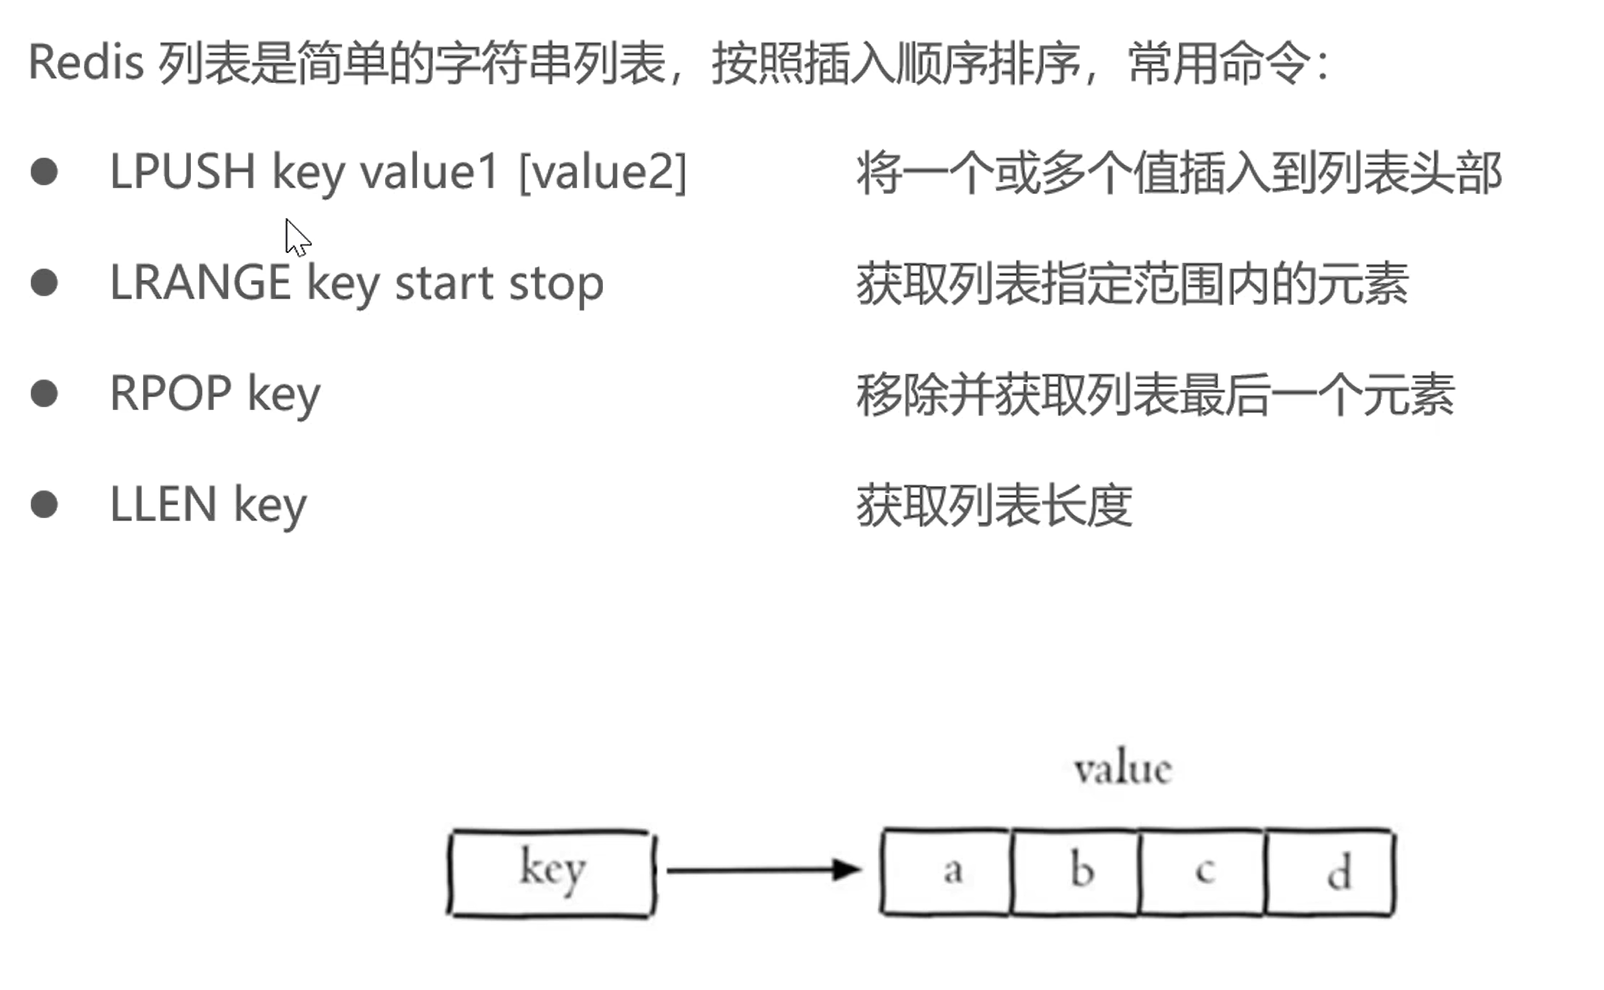 Redis 列表是简单的字符串列表，按照插入顺序排序，常用命令：
● LPUSH key value1 [value2] 将一个或多个值插入到列表头部
● LRANGE key start stop 获取列表指定范围内的元素
● RPOP key 移除并获取列表最后一个元素
● LLEN key 获取列表长度
value
key a b c d